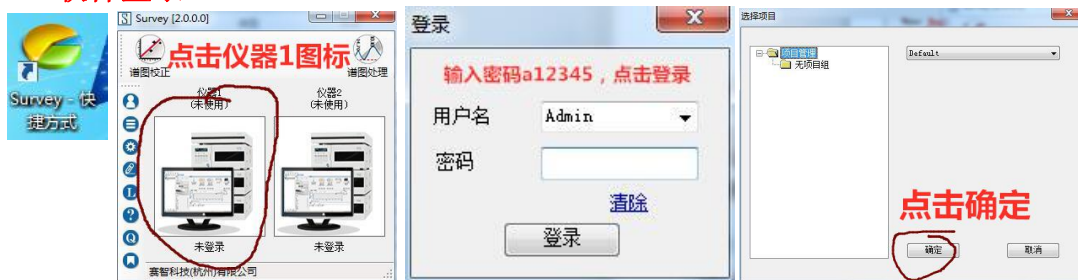 Survey - 快
捷方式
Survey [2.0.0.0]
点击仪器1图标
谱图校正
谱图处理
仪器1
(未使用)
仪器2
(未使用)
未登录
未登录
赛智科技(杭州)有限公司
登录
输入密码a12345，点击登录
用户名
Admin
密码
清除
登录
选择项目
项目管理
无项目组
Default
点击确定
确定
取消